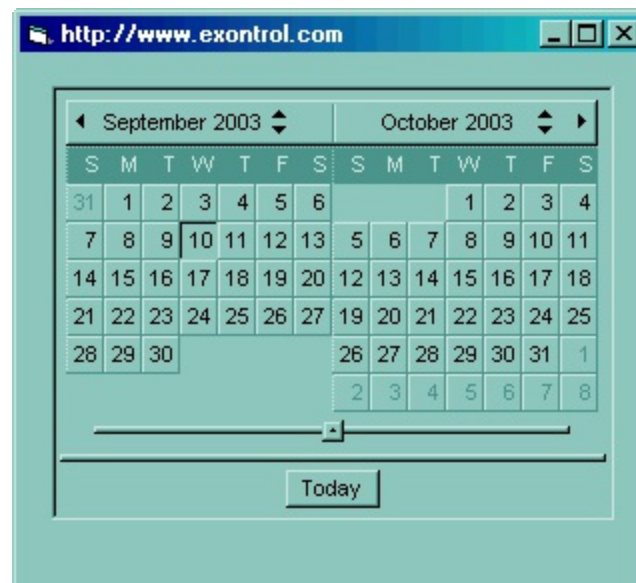 http://www.exontrol.com
September 2003 October 2003
S M T W T F S S M T W T F S
31 1 2 3 4 5 6 1 2 3 4
7 8 9 10 11 12 13 5 6 7 8 9 10 11
14 15 16 17 18 19 20 12 13 14 15 16 17 18
21 22 23 24 25 26 27 19 20 21 22 23 24 25
28 29 30 26 27 28 29 30 31 1
2 3 4 5 6 7 8
Today